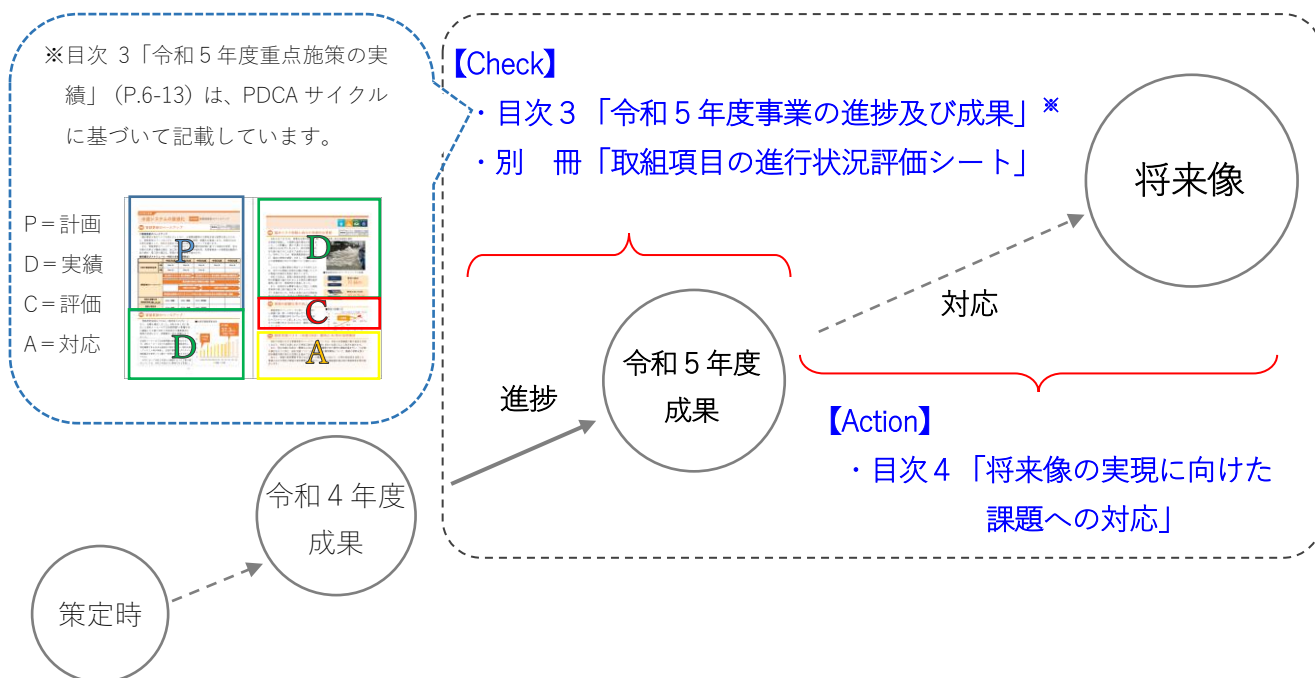 ※目次 3「令和５年度重点施策の実
績」（P.6-13）は、PDCA サイクル
に基づいて記載しています。
P＝計画
D＝実績
C＝評価
A＝対応
P
D
D
C
A
【Check】
・目次３「令和５年度事業の進捗及び成果」※
・別　冊「取組項目の進行状況評価シート」
将来像
対応
令和５年度
成果
進捗
【Action】
・目次４「将来像の実現に向けた
課題への対応」
令和４年度
成果
策定時